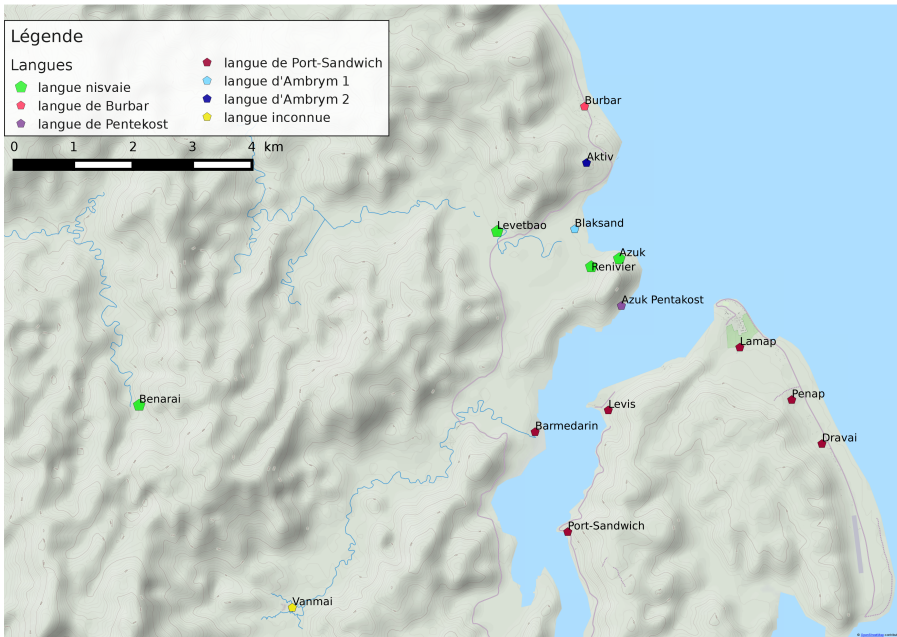 Légende
Langues
langue nisvaie
langue de Burbar
langue de Pentekost
langue de Port-Sandwich
langue d'Ambrym 1
langue d'Ambrym 2
langue inconnue
0 1 2 3 4 km
Burbar
Aktiv
Levetbao
Blaksand
Azuk
Renivier
Azuk Pentakost
Lamap
Benarai
Levis
Penap
Barmedarin
Dravai
Port-Sandwich
Vanmai